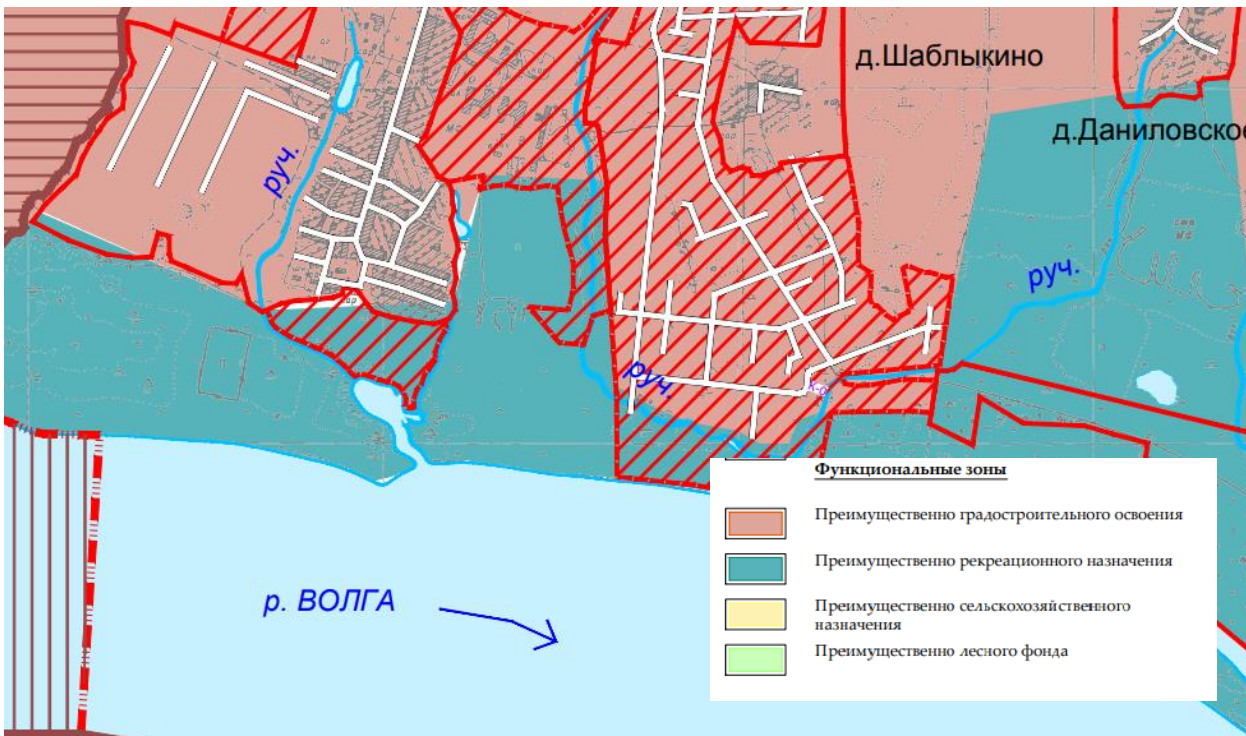 д.Шаблыкино
д.Даниловское
руч.
руч.
руч.
р. ВОЛГА
Функциональные зоны
Преимущественно градостроительного освоения
Преимущественно рекреационного назначения
Преимущественно сельскохозяйственного
назначения
Преимущественно лесного фонда